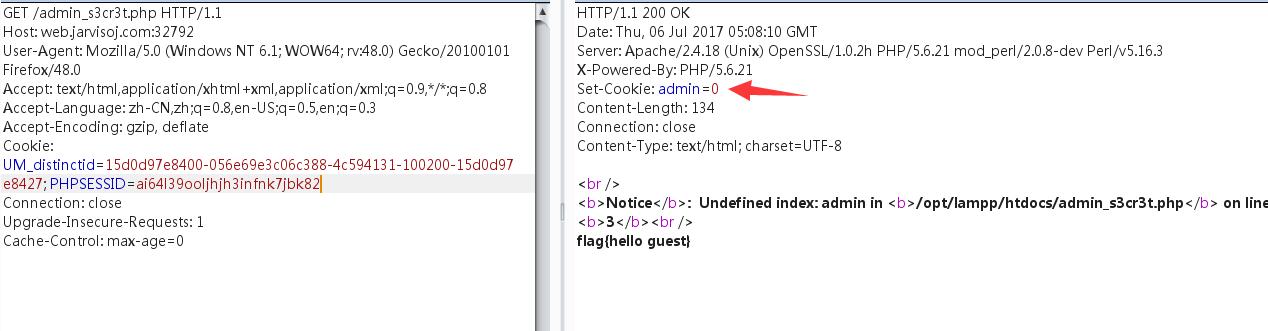 GET /admin_s3cr3t.php HTTP/1.1
Host: web.jarvisoj.com:32792
User-Agent: Mozilla/5.0 (Windows NT 6.1; WOW64; rv:48.0) Gecko/20100101
Firefox/48.0
Accept: text/html,application/xhtml+xml,application/xml;q=0.9,*/*;q=0.8
Accept-Language: zh-CN,zh;q=0.8,en-US;q=0.5,en;q=0.3
Accept-Encoding: gzip, deflate
Cookie:
UM_distinctid=15d0d97e8400-056e69e3c06c388-4c594131-100200-15d0d97
e8427; PHPSESSID=ai64l39ooljhjh3infnk7jbk82
Connection: close
Upgrade-Insecure-Requests: 1
Cache-Control: max-age=0
HTTP/1.1 200 OK
Date: Thu, 06 Jul 2017 05:08:10 GMT
Server: Apache/2.4.18 (Unix) OpenSSL/1.0.2h PHP/5.6.21 mod_perl/2.0.8-dev Perl/v5.16.3
X-Powered-By: PHP/5.6.21
Set-Cookie: admin=0
Content-Length: 134
Connection: close
Content-Type: text/html; charset=UTF-8
<br />
<b>Notice</b>:  Undefined index: admin in <b>/opt/lampp/htdocs/admin_s3cr3t.php</b> on line
<b>3</b><br />
flag{hello guest}